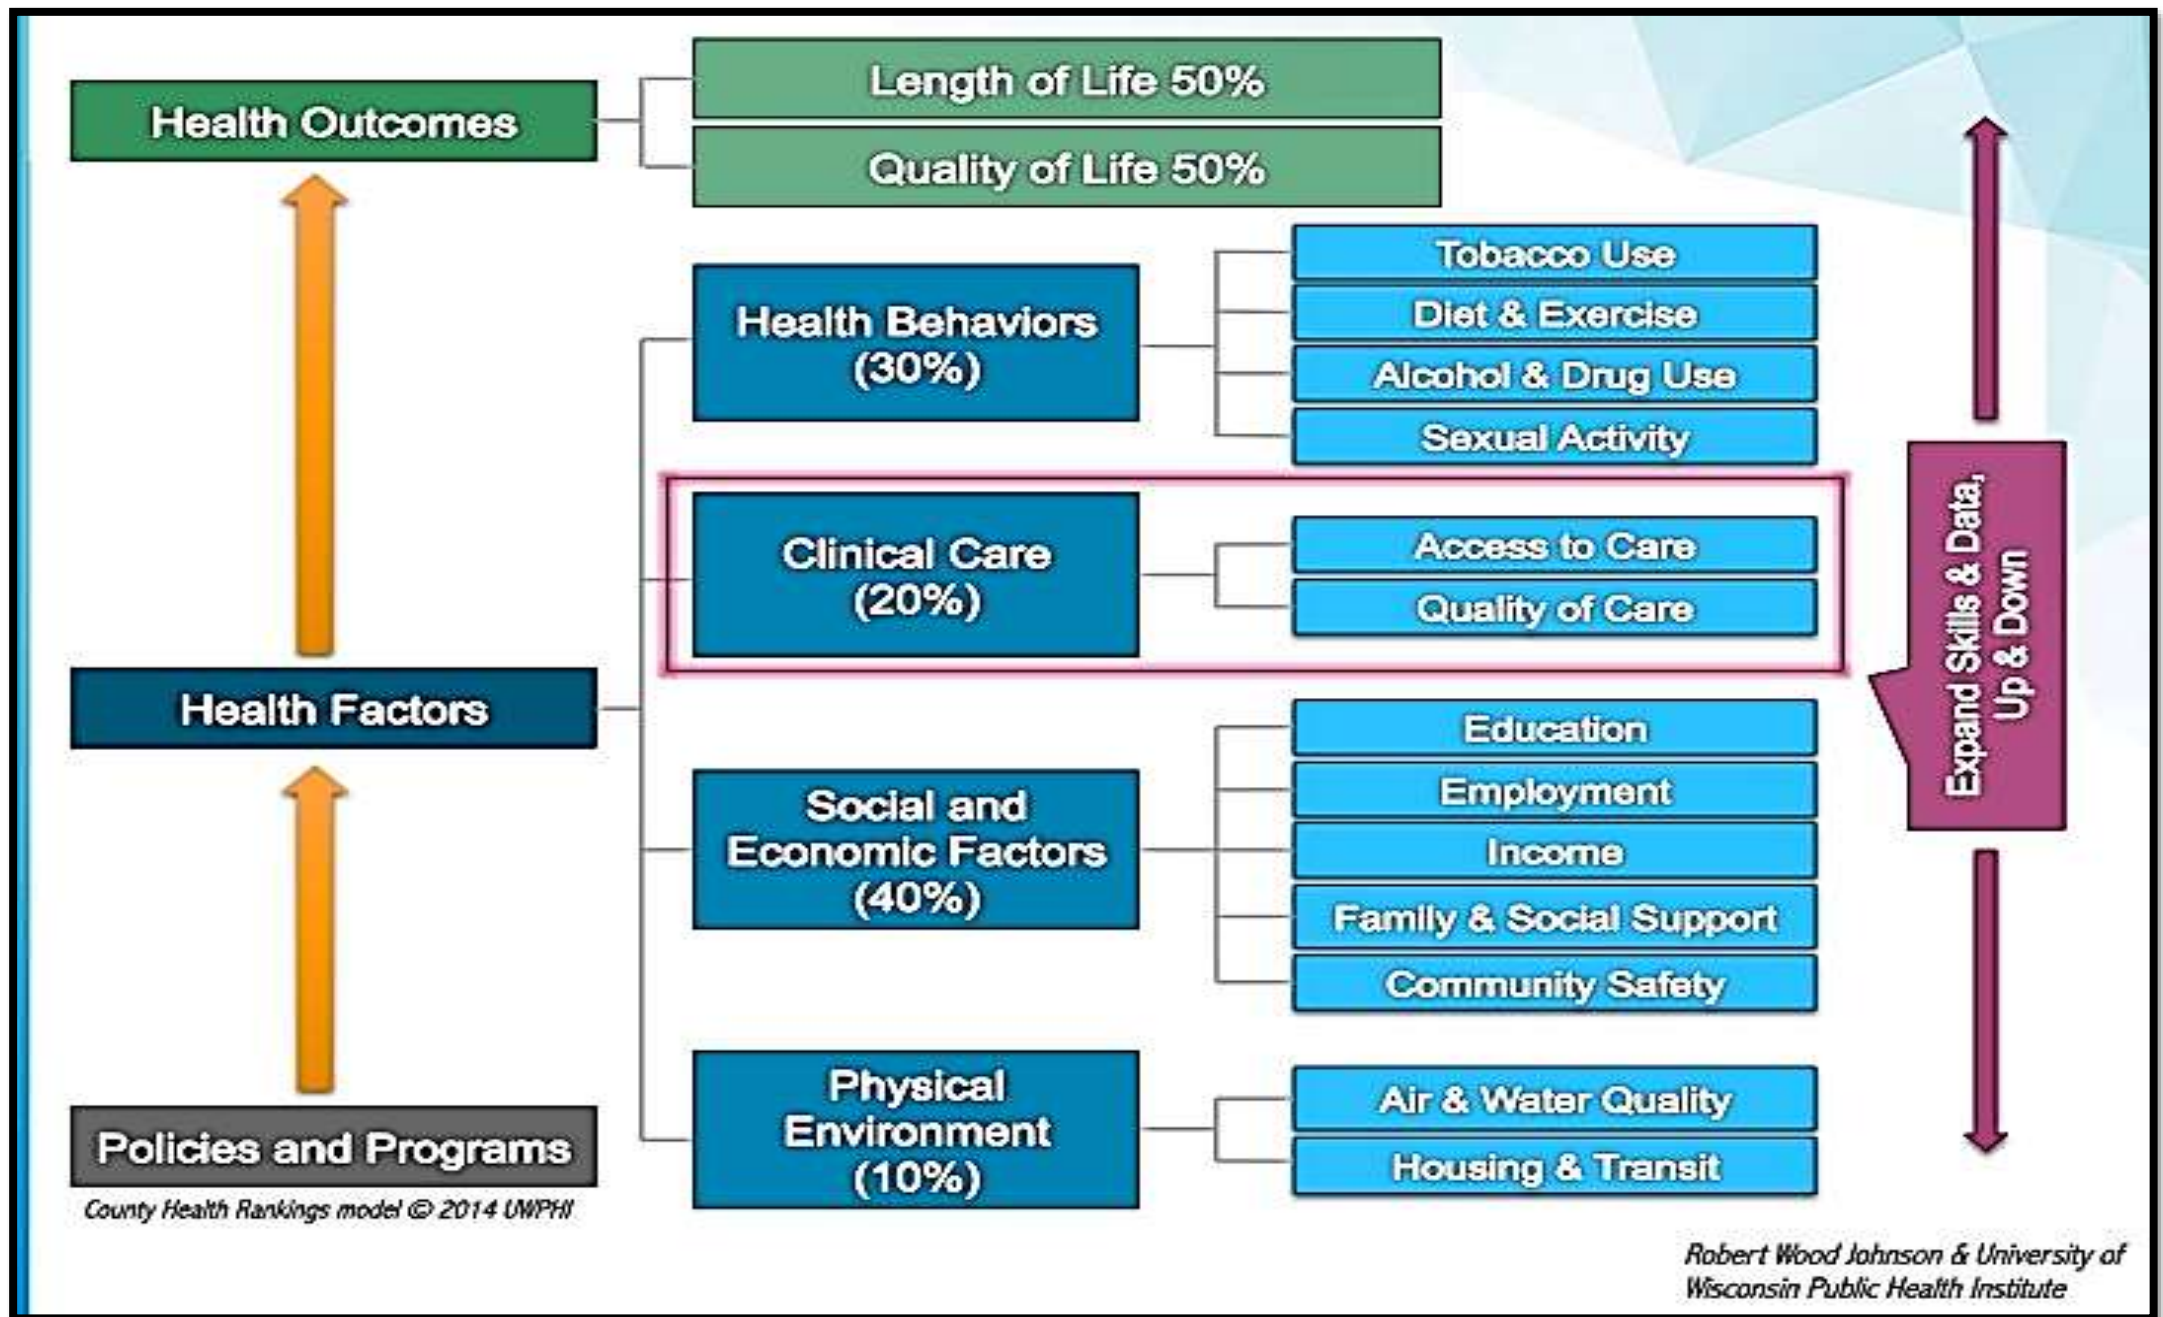 Health Outcomes
Length of Life 50%
Quality of Life 50%
Health Behaviors
(30%)
Tobacco Use
Diet & Exercise
Alcohol & Drug Use
Sexual Activity
Clinical Care
(20%)
Access to Care
Quality of Care
Health Factors
Social and
Economic Factors
(40%)
Education
Employment
Income
Family & Social Support
Community Safety
Physical
Environment
(10%)
Air & Water Quality
Housing & Transit
Policies and Programs
County Health Rankings model © 2014 UWPHI
Expand Skills & Data,
Up & Down
Robert Wood Johnson & University of
Wisconsin Public Health Institute